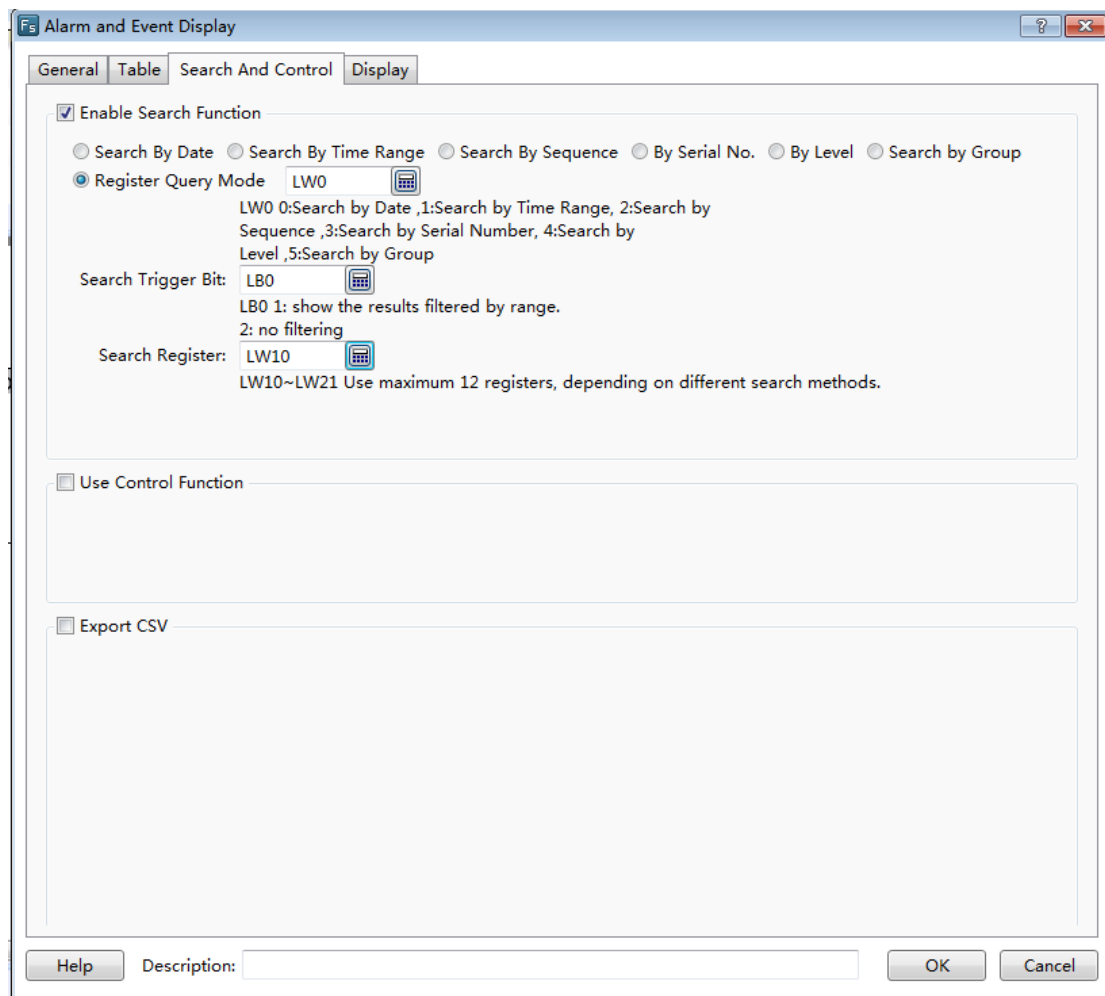 Fs Alarm and Event Display
General Table Search And Control Display
Enable Search Function
Search By Date Search By Time Range Search By Sequence By Serial No. By Level Search by Group
Register Query Mode LW0
LW0 0:Search by Date ,1:Search by Time Range, 2:Search by
Sequence ,3:Search by Serial Number, 4:Search by
Level ,5:Search by Group
Search Trigger Bit: LB0
LB0 1: show the results filtered by range.
2: no filtering
Search Register: LW10
LW10~LW21 Use maximum 12 registers, depending on different search methods.
Use Control Function
Export CSV
Help Description: OK Cancel